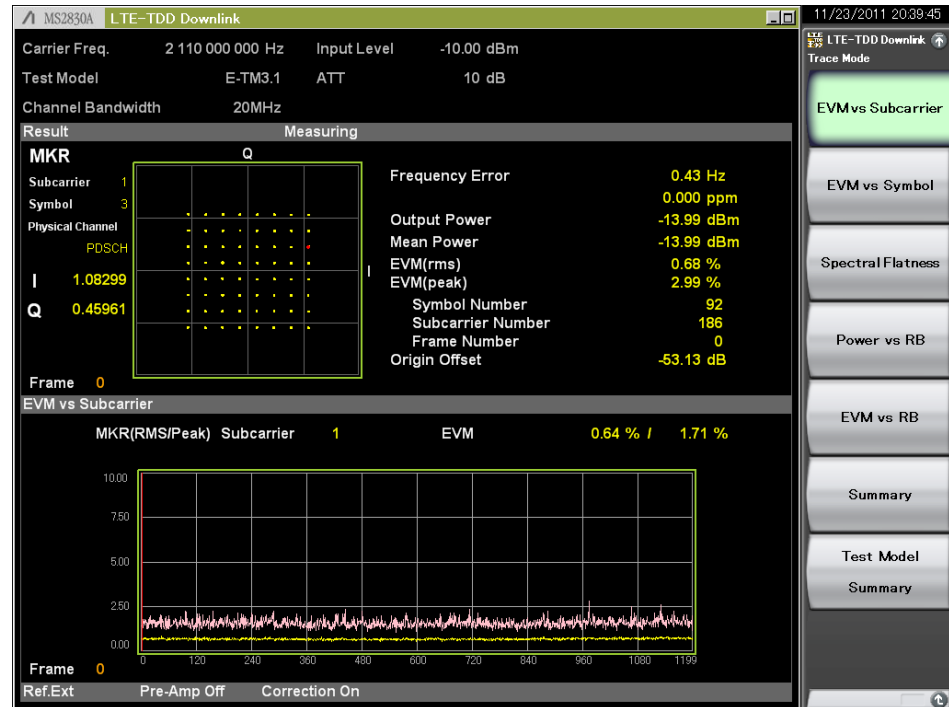 MS2830A LTE-TDD Downlink
11/23/2011 20:39:45
Carrier Freq. 2 110 000 000 Hz Input Level -10.00 dBm
Test Model E-TM3.1 ATT 10 dB
Channel Bandwidth 20MHz
Result Measuring
MKR
Subcarrier 1
Symbol 3
Physical Channel
PDSCH
I 1.08299
Q 0.45961
Frame 0
Q
I
Frequency Error 0.43 Hz
0.000 ppm
Output Power -13.99 dBm
Mean Power -13.99 dBm
EVM(rms) 0.68 %
EVM(peak) 2.99 %
Symbol Number 92
Subcarrier Number 186
Frame Number 0
Origin Offset -53.13 dB
EVM vs Subcarrier
MKR(RMS/Peak) Subcarrier 1 EVM 0.64 % / 1.71 %
10.00
7.50
5.00
2.50
0.00
0 120 240 360 480 600 720 840 960 1080 1199
Frame 0
Ref.Ext Pre-Amp Off Correction On
LTE-TDD Downlink
Trace Mode
EVM vs Subcarrier
EVM vs Symbol
Spectral Flatness
Power vs RB
EVM vs RB
Summary
Test Model
Summary